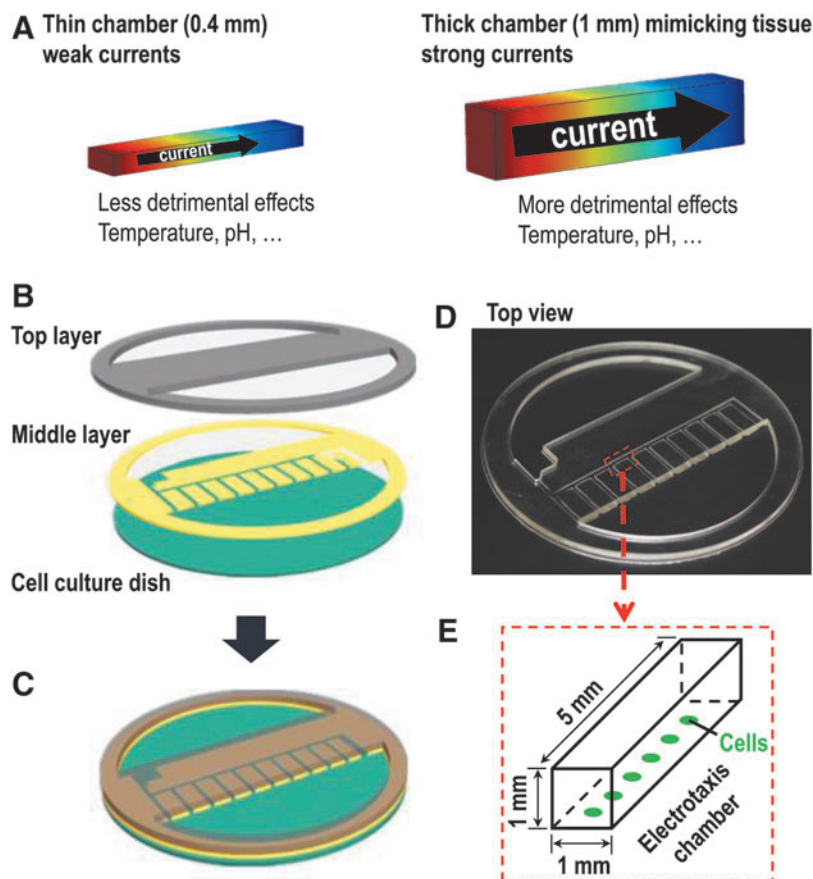 A
Thin chamber (0.4 mm)
weak currents
Thick chamber (1 mm) mimicking tissue
strong currents
current
current
Less detrimental effects
Temperature, pH, …
More detrimental effects
Temperature, pH, …
B
Top layer
Middle layer
Cell culture dish
C
D
Top view
E
5 mm
Cells
1 mm
1 mm
Electrotaxis
chamber